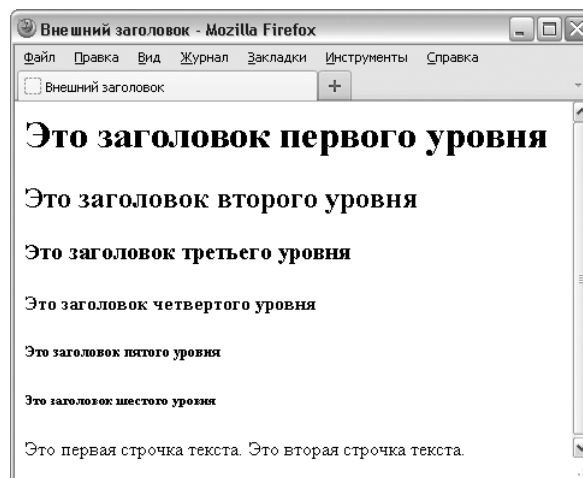 Внешний заголовок - Mozilla Firefox
Файл Правка Вид Журнал Закладки Инструменты Справка
Внешний заголовок
Это заголовок первого уровня
Это заголовок второго уровня
Это заголовок третьего уровня
Это заголовок четвертого уровня
Это заголовок пятого уровня
Это заголовок шестого уровня
Это первая строчка текста. Это вторая строчка текста.